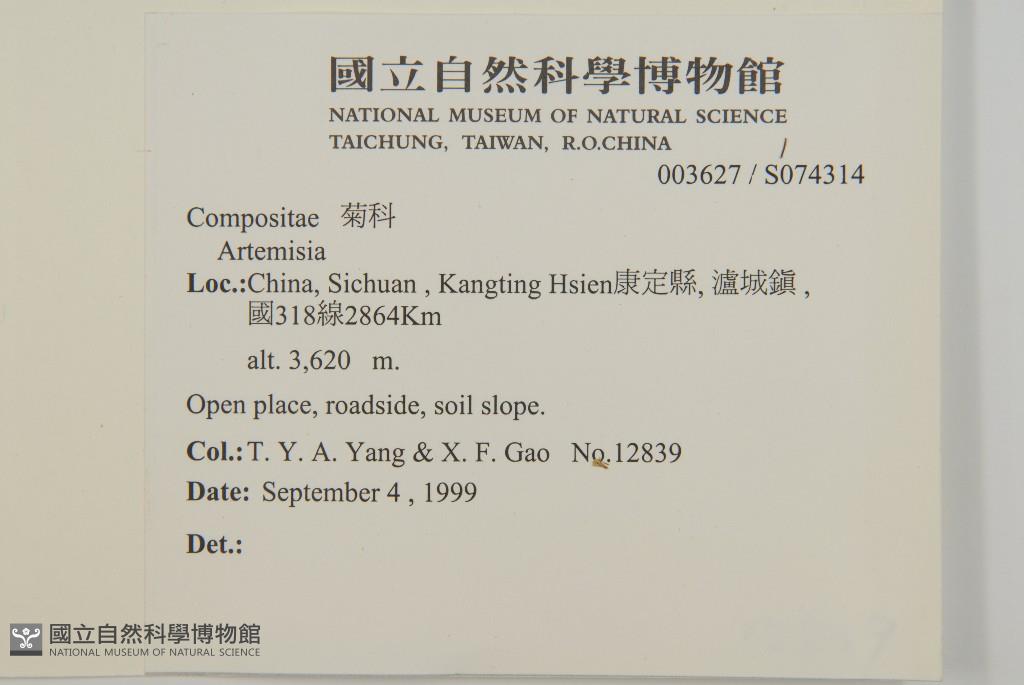 國立自然科學博物館
NATIONAL MUSEUM OF NATURAL SCIENCE
TAICHUNG, TAIWAN, R.O.CHINA
003627 / S074314
Compositae 菊科
Artemisia
Loc.:China, Sichuan , Kangting Hsien康定縣, 瀘城鎭 ,
國318線2864Km
alt. 3,620 m.
Open place, roadside, soil slope.
Col.: T. Y. A. Yang & X. F. Gao No.12839
Date: September 4 , 1999
Det.:
國立自然科學博物館
NATIONAL MUSEUM OF NATURAL SCIENCE